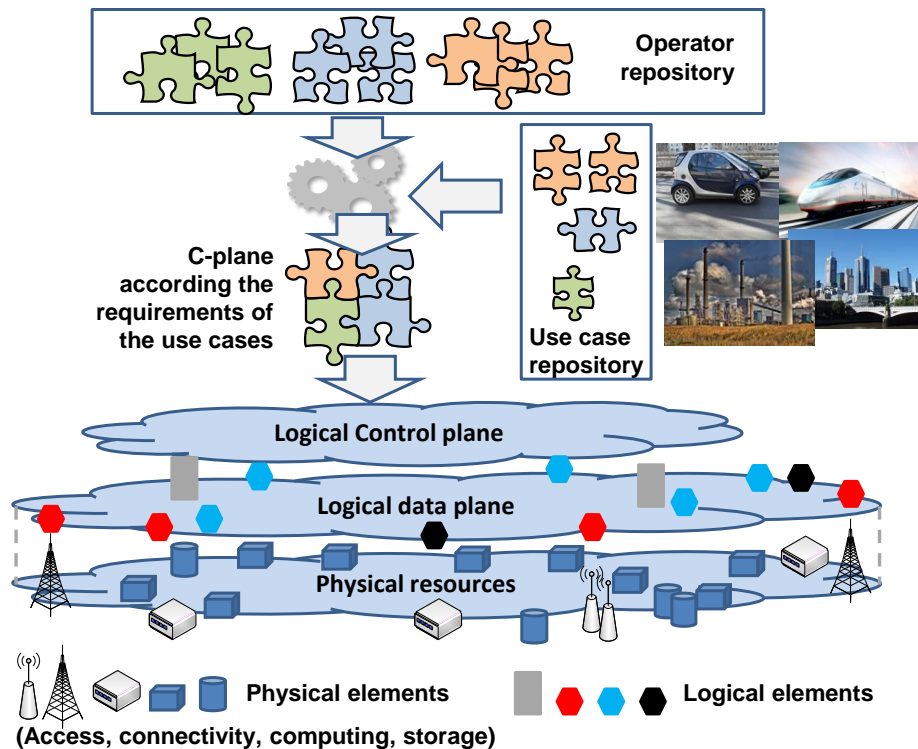 Operator
repository
C-plane
according the
requirements of
the use cases
Use case
repository
Logical Control plane
Logical data plane
Physical resources
Physical elements
Logical elements
(Access, connectivity, computing, storage)